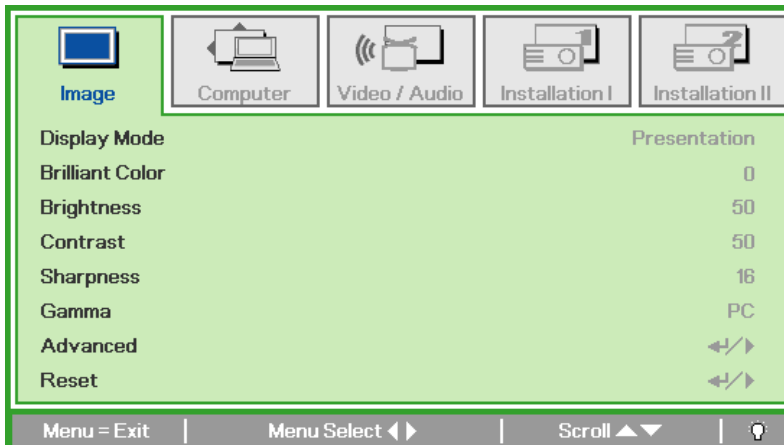 Image Computer Video / Audio Installation I Installation II
Display Mode Presentation
Brilliant Color 0
Brightness 50
Contrast 50
Sharpness 16
Gamma PC
Advanced
Reset
Menu = Exit Menu Select Scroll